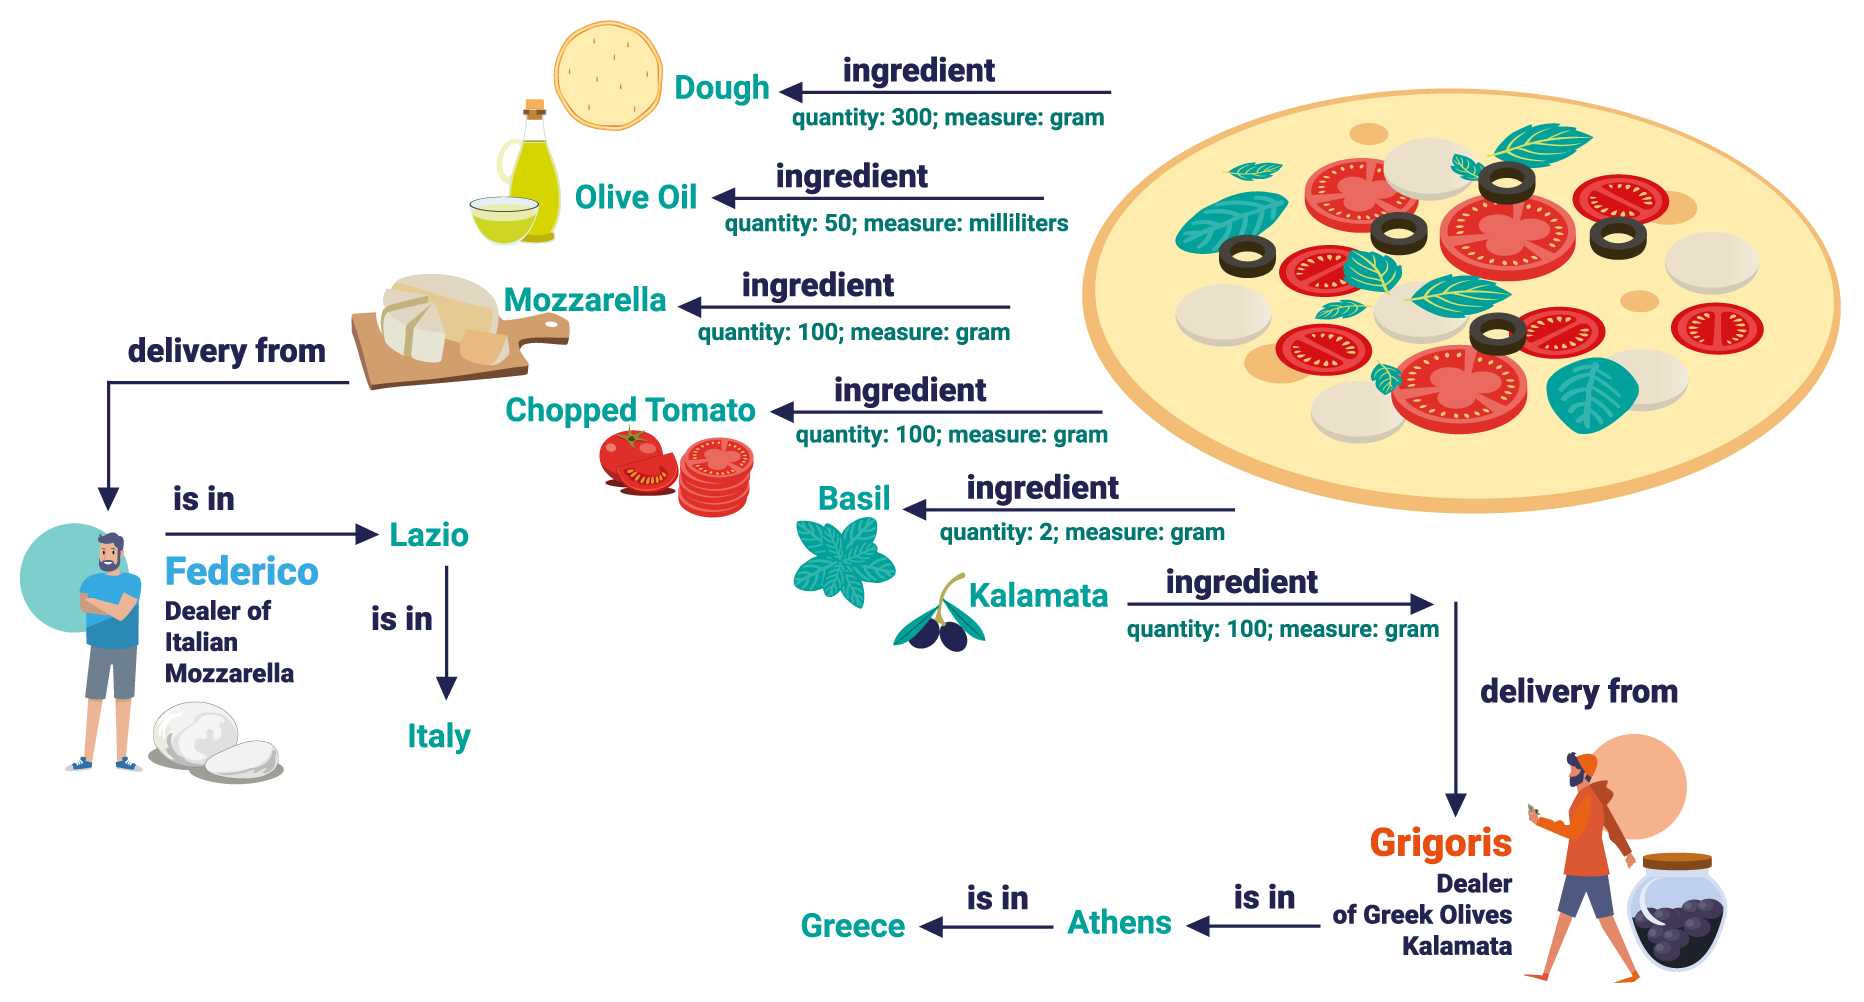 ingredient
Dough
quantity: 300; measure: gram
ingredient
Olive Oil
quantity: 50; measure: milliliters
ingredient
Mozzarella
quantity: 100; measure: gram
delivery from
ingredient
Chopped Tomato
quantity: 100; measure: gram
ingredient
Basil
quantity: 2; measure: gram
is in
Lazio
Federico
Dealer of
Italian
Mozzarella
is in
Italy
ingredient
Kalamata
quantity: 100; measure: gram
delivery from
Grigoris
Dealer
of Greek Olives
Kalamata
is in
Athens
is in
Greece